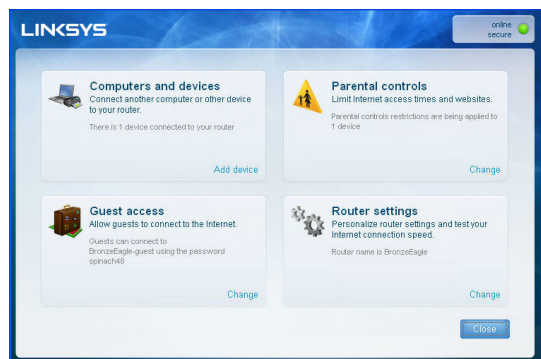 LINKSYS
online
secure
Computers and devices
Connect another computer or other device
to your router.
There is 1 device connected to your router
Add device
Parental controls
Limit Internet access times and websites.
Parental controls restrictions are being applied to
1 device
Change
Guest access
Allow guests to connect to the Internet.
Guests can connect to
BronzeEagle-guest using the password
spinach48
Change
Router settings
Personalize router settings and test your
Internet connection speed.
Router name is BronzeEagle
Change
Close